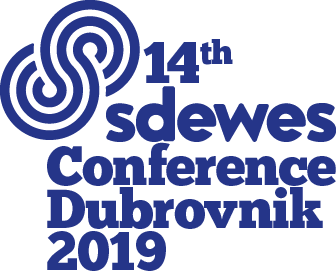 14th
sdewes
Conference
Dubrovnik
2019